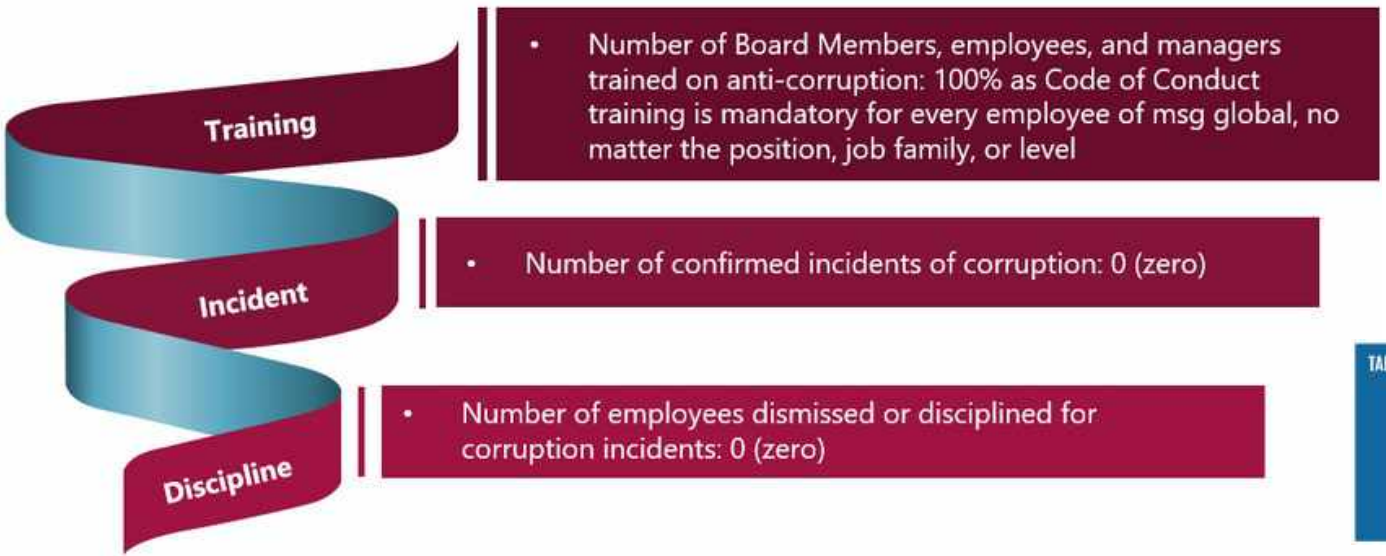 Training
• Number of Board Members, employees, and managers
trained on anti-corruption: 100% as Code of Conduct
training is mandatory for every employee of msg global, no
matter the position, job family, or level
Incident
• Number of confirmed incidents of corruption: 0 (zero)
Discipline
• Number of employees dismissed or disciplined for
corruption incidents: 0 (zero)